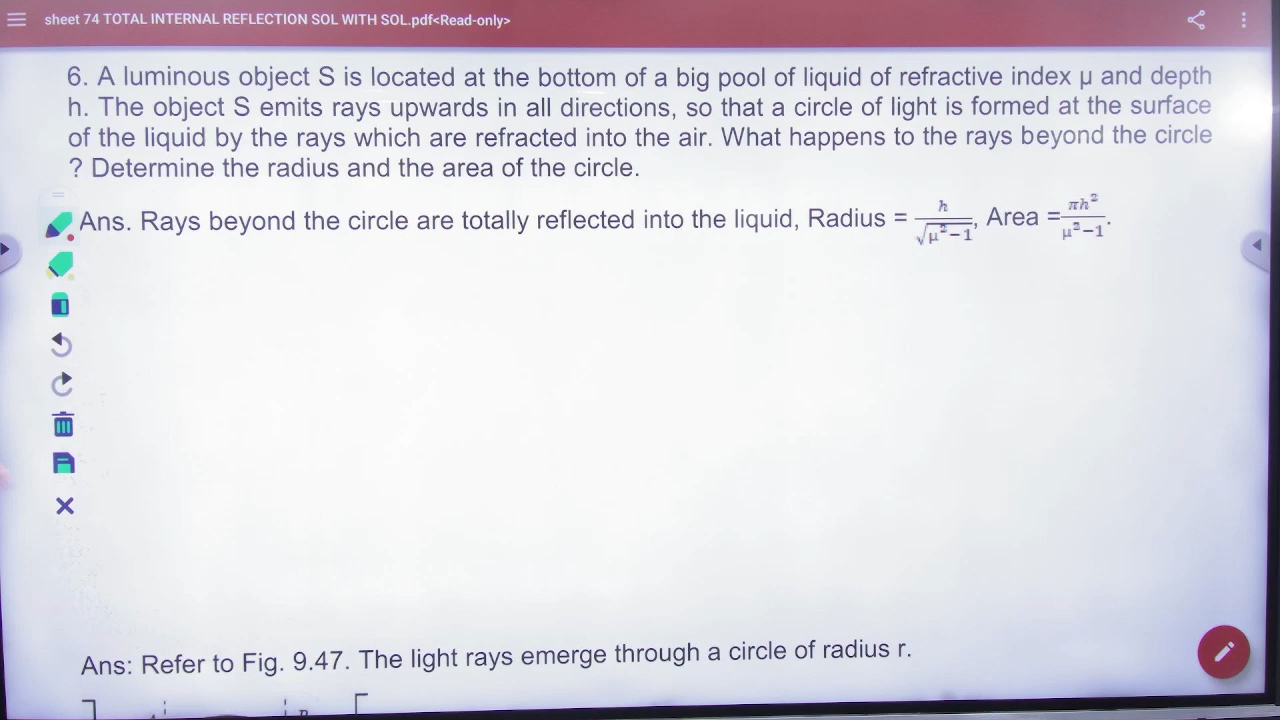 sheet 74 TOTAL INTERNAL REFLECTION SOL WITH SOL.pdf<Read-only>
6. A luminous object S is located at the bottom of a big pool of liquid of refractive index μ and depth
h. The object S emits rays upwards in all directions, so that a circle of light is formed at the surface
of the liquid by the rays which are refracted into the air. What happens to the rays beyond the circle
? Determine the radius and the area of the circle.
Ans. Rays beyond the circle are totally reflected into the liquid, Radius = h/√(μ²−1), Area = πh²/(μ²−1).
Ans: Refer to Fig. 9.47. The light rays emerge through a circle of radius r.